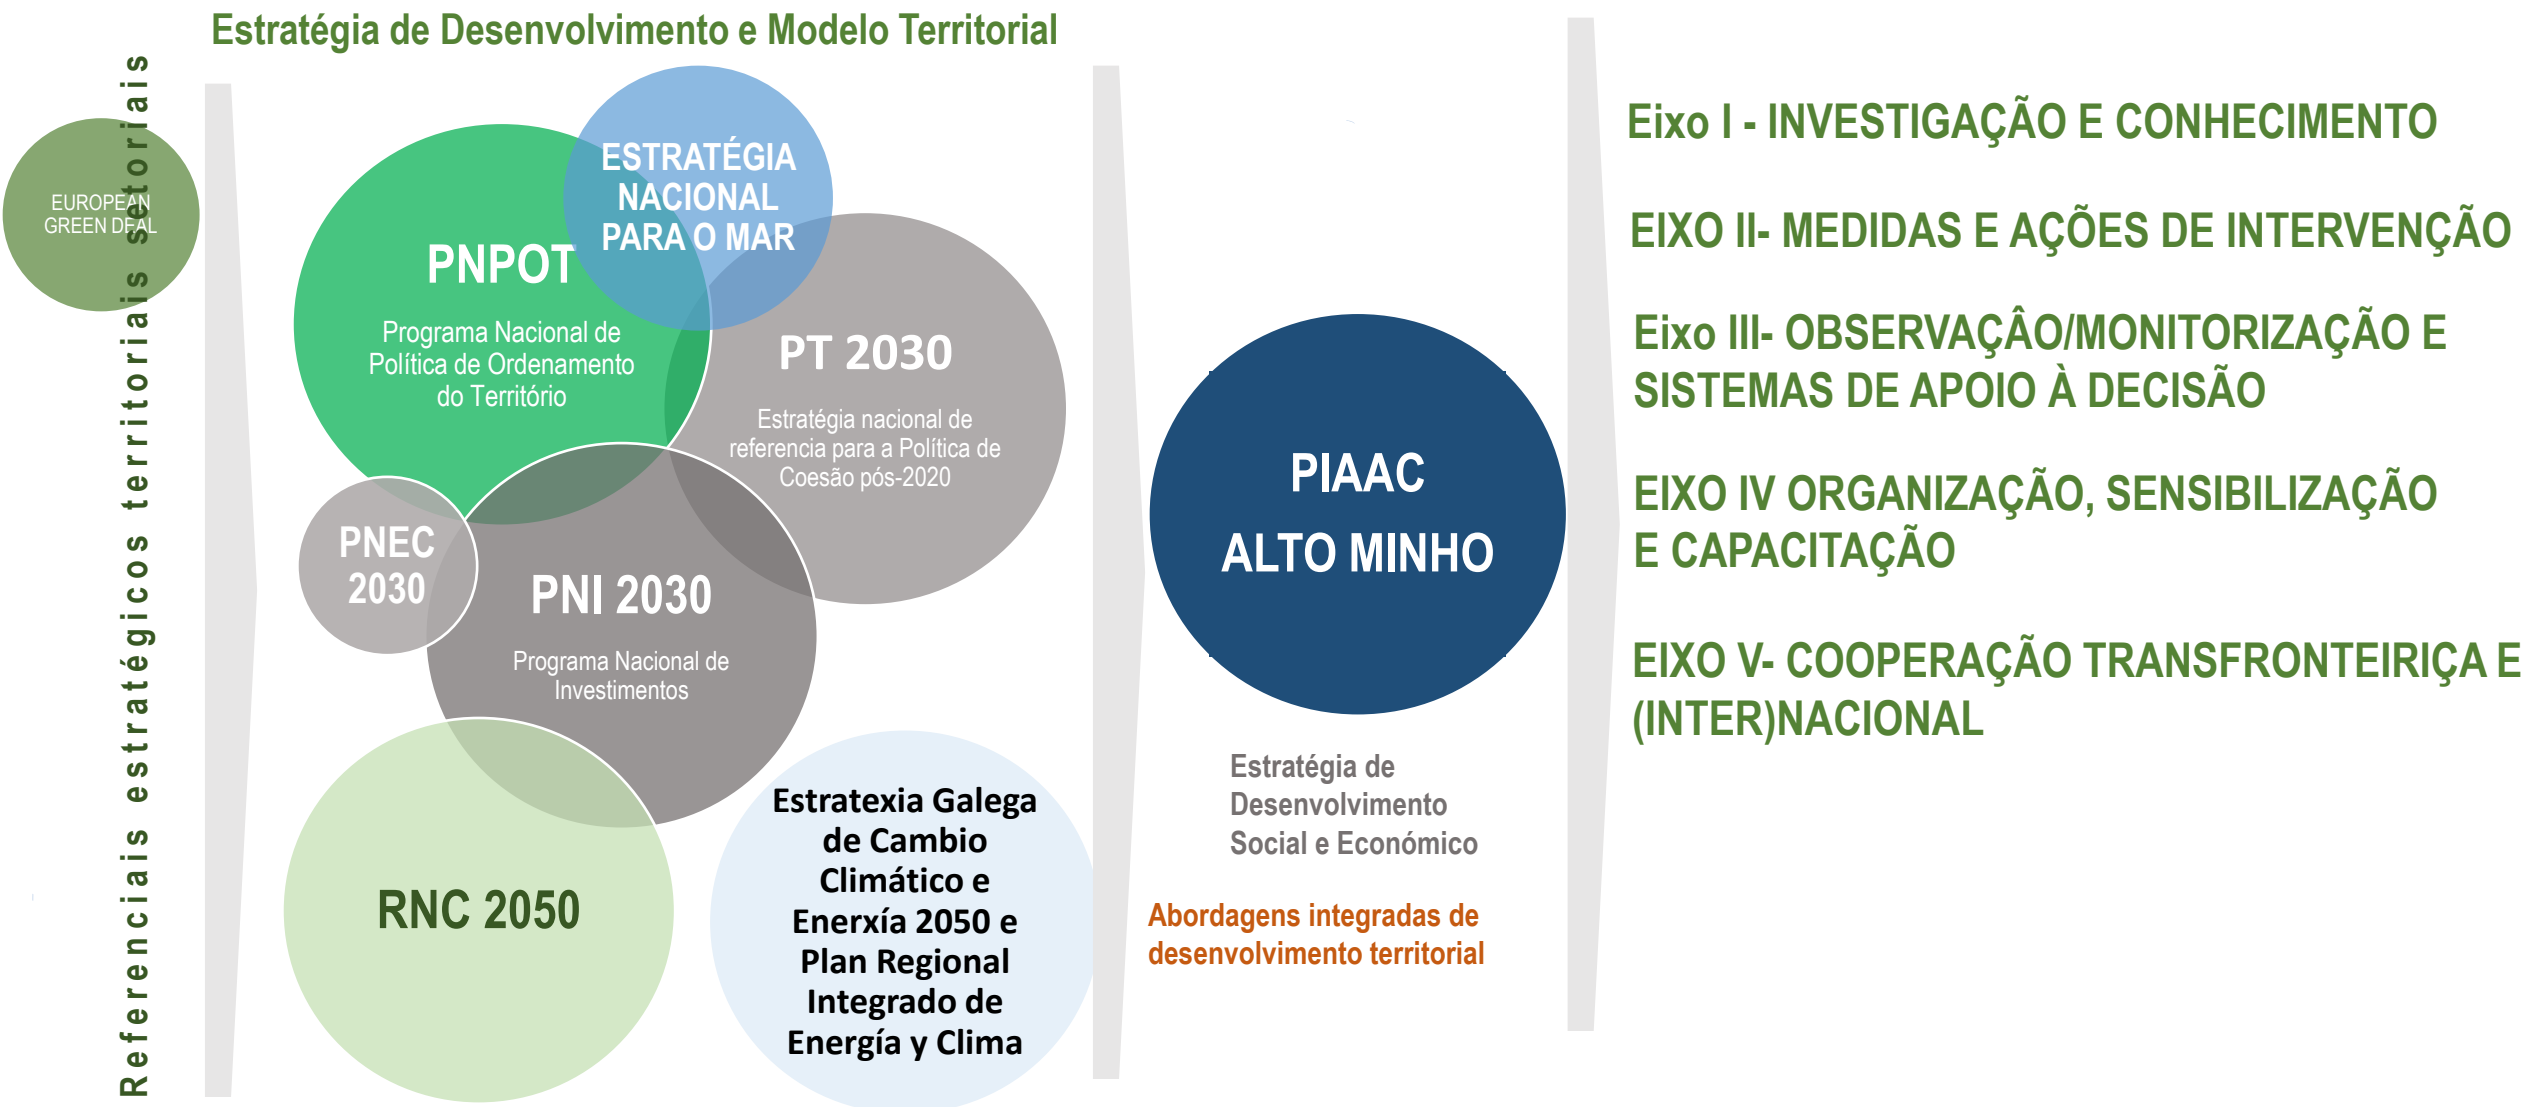 Estratégia de Desenvolvimento e Modelo Territorial
Referenciais estratégicos territoriais setoriais
EUROPEAN
GREEN DEAL
ESTRATÉGIA
NACIONAL
PARA O MAR
PNPOT
Programa Nacional de
Política de Ordenamento
do Território
PT 2030
Estratégia nacional de
referencia para a Política de
Coesão pós-2020
PNEC
2030
PNI 2030
Programa Nacional de
Investimentos
RNC 2050
Estratexia Galega
de Cambio
Climático e
Enerxía 2050 e
Plan Regional
Integrado de
Energía y Clima
PIAAC
ALTO MINHO
Estratégia de
Desenvolvimento
Social e Económico
Abordagens integradas de
desenvolvimento territorial
Eixo I - INVESTIGAÇÃO E CONHECIMENTO
EIXO II- MEDIDAS E AÇÕES DE INTERVENÇÃO
Eixo III- OBSERVAÇÂO/MONITORIZAÇÃO E
SISTEMAS DE APOIO À DECISÃO
EIXO IV ORGANIZAÇÃO, SENSIBILIZAÇÃO
E CAPACITAÇÃO
EIXO V- COOPERAÇÃO TRANSFRONTEIRIÇA E
(INTER)NACIONAL